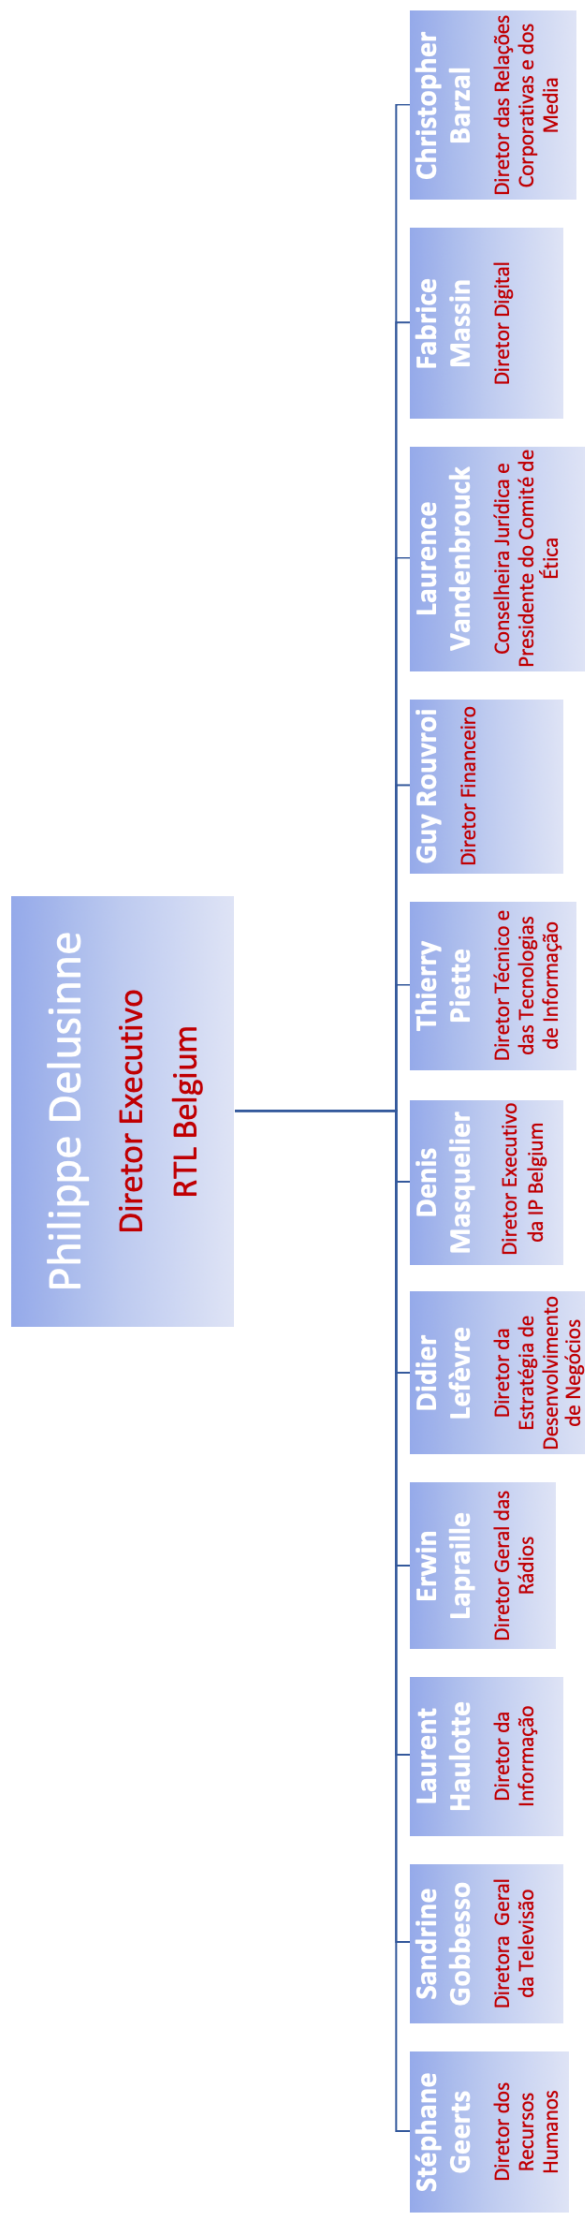 Philippe Delusinne
Diretor Executivo
RTL Belgium
Stéphane
Geerts
Diretor dos
Recursos
Humanos
Sandrine
Gobbesso
Diretora Geral
da Televisão
Laurent
Haulotte
Diretor da
Informação
Erwin
Lapraille
Diretor Geral das
Rádios
Didier
Lefèvre
Diretor da
Estratégia de
Desenvolvimento
de Negócios
Denis
Masquelier
Diretor Executivo
da IP Belgium
Thierry
Piette
Diretor Técnico e
das Tecnologias
de Informação
Guy Rouvroi
Diretor Financeiro
Laurence
Vandenbrouck
Conselheira Jurídica e
Presidente do Comité de
Ética
Fabrice
Massin
Diretor Digital
Christopher
Barzal
Diretor das Relações
Corporativas e dos
Media